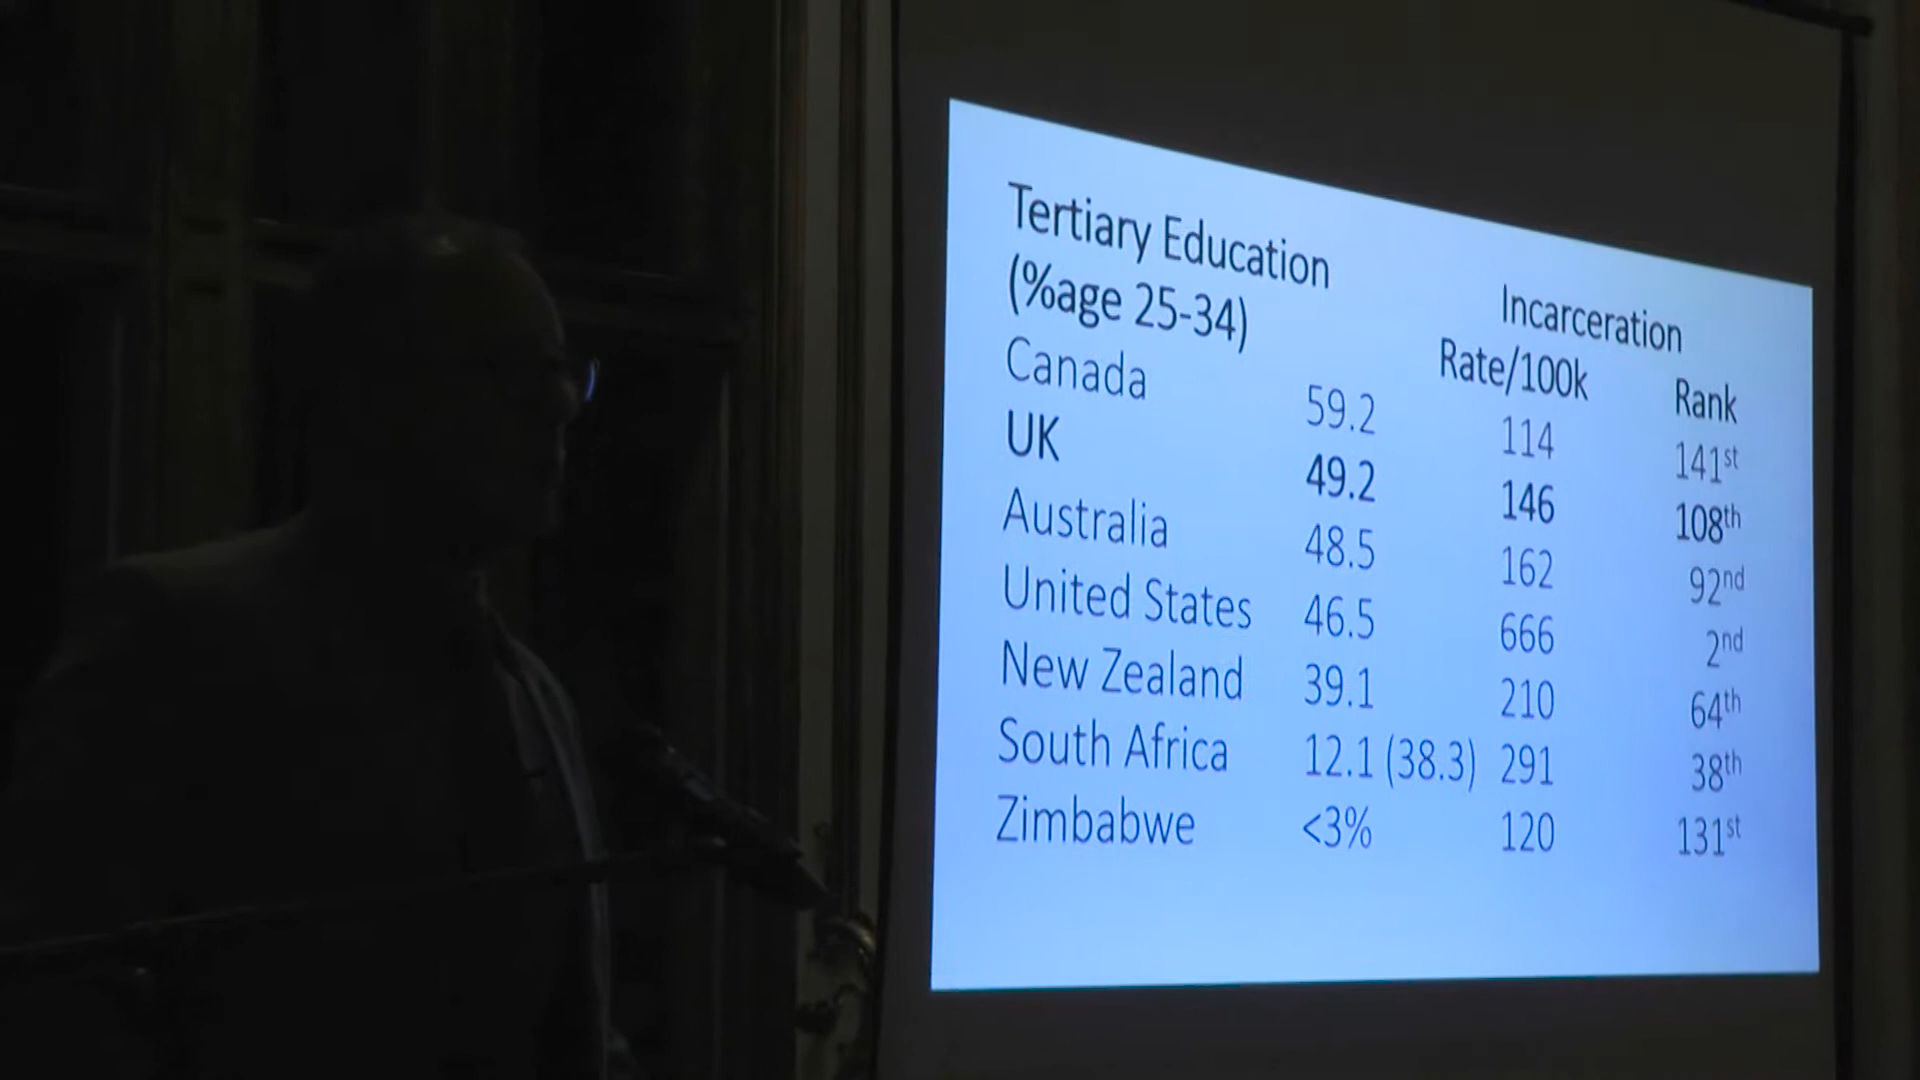 Tertiary Education
(%age 25-34)
Incarceration
Rate/100k Rank
Canada 59.2 114 141st
UK 49.2 146 108th
Australia 48.5 162 92nd
United States 46.5 666 2nd
New Zealand 39.1 210 64th
South Africa 12.1 (38.3) 291 38th
Zimbabwe <3% 120 131st